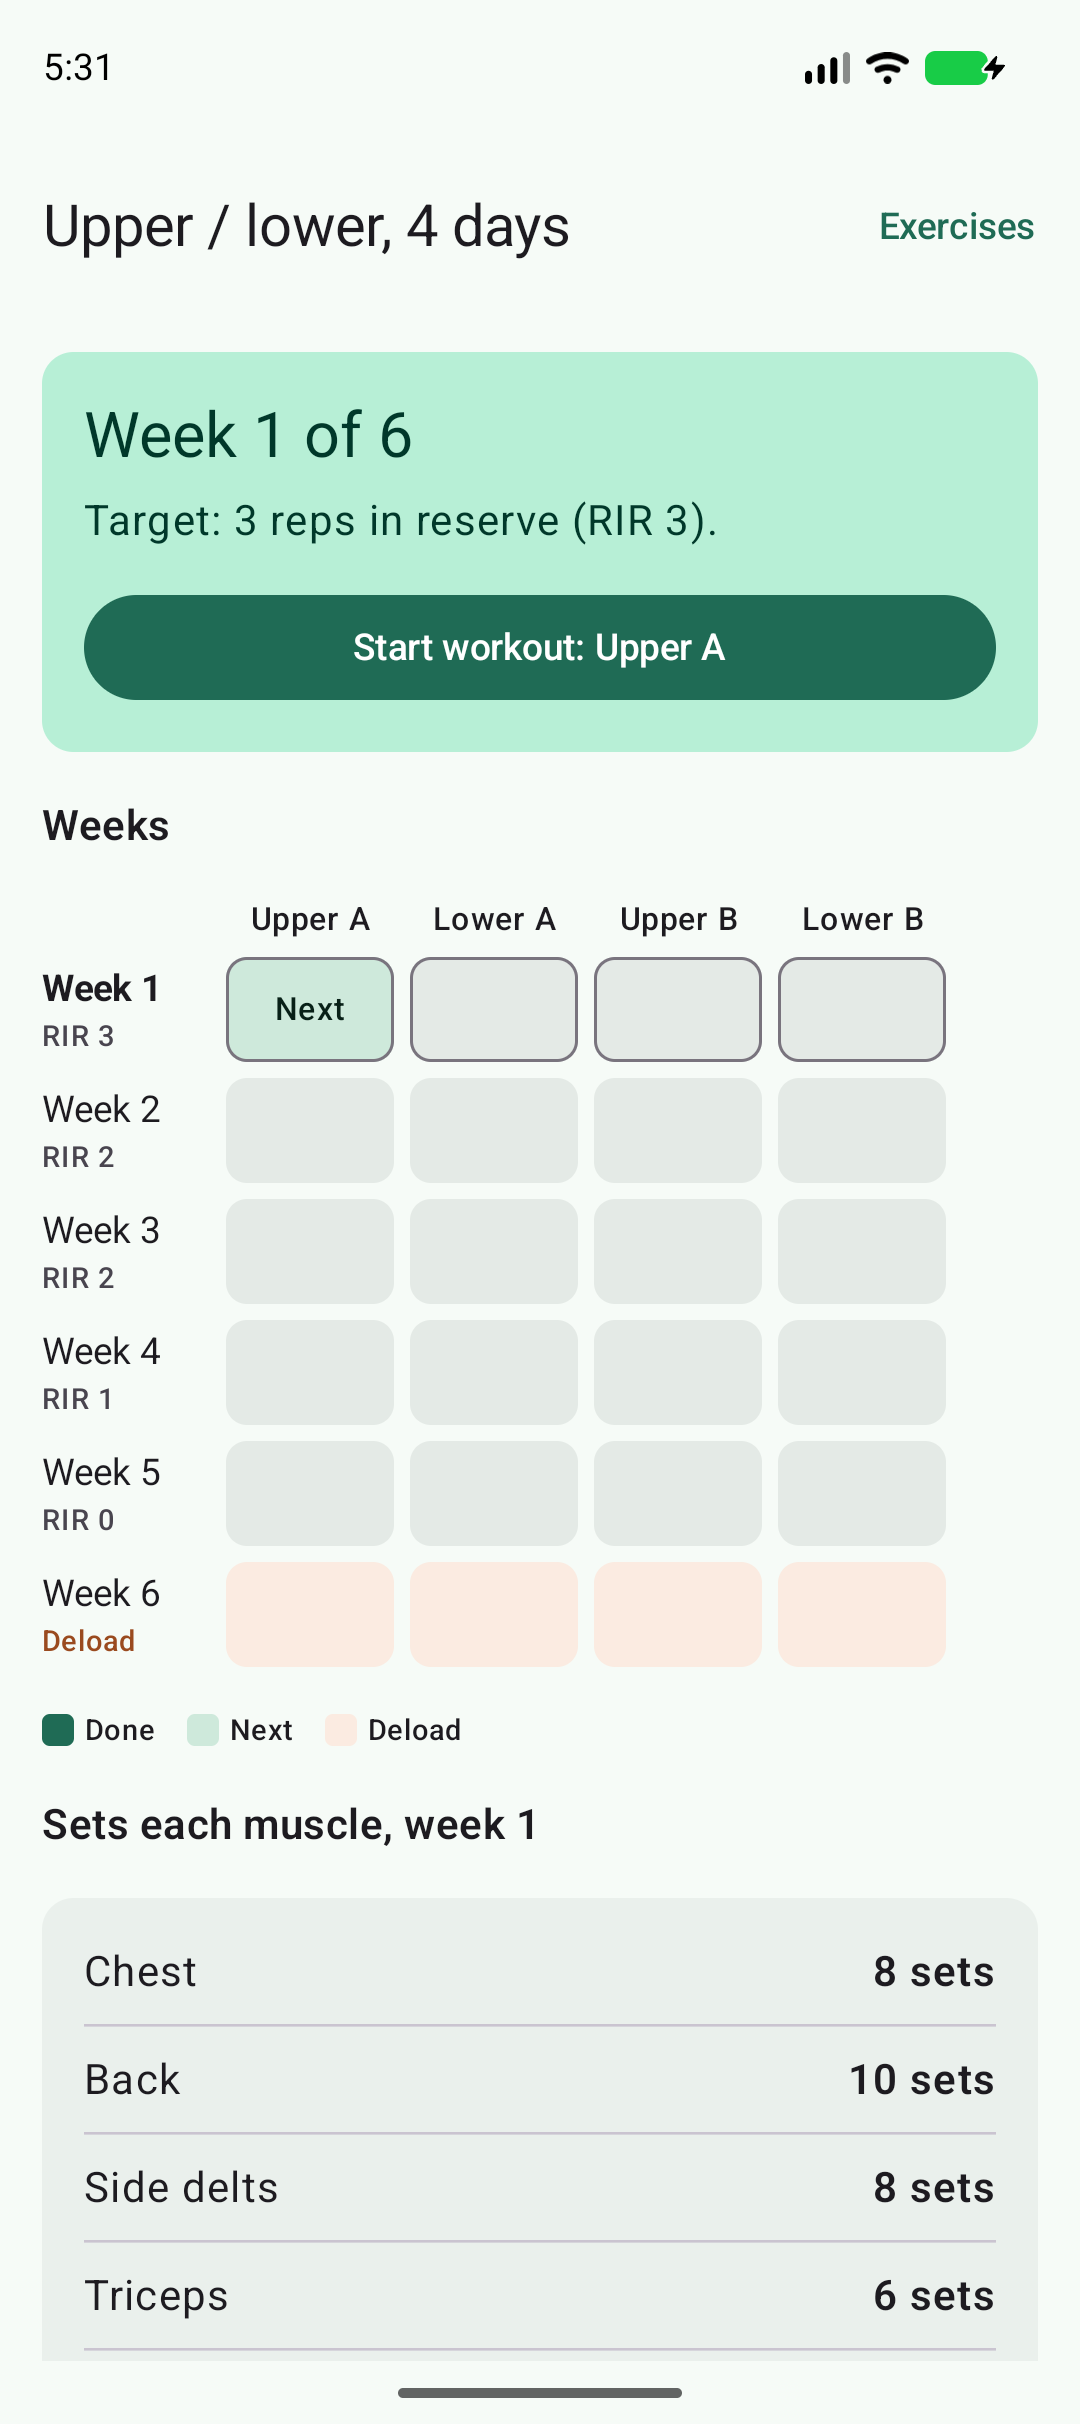 5:31
Upper / lower, 4 days
Exercises
Week 1 of 6
Target: 3 reps in reserve (RIR 3).
Start workout: Upper A
Weeks
Upper A Lower A Upper B Lower B
Week 1
RIR 3
Next
Week 2
RIR 2
Week 3
RIR 2
Week 4
RIR 1
Week 5
RIR 0
Week 6
Deload
Done Next Deload
Sets each muscle, week 1
Chest 8 sets
Back 10 sets
Side delts 8 sets
Triceps 6 sets